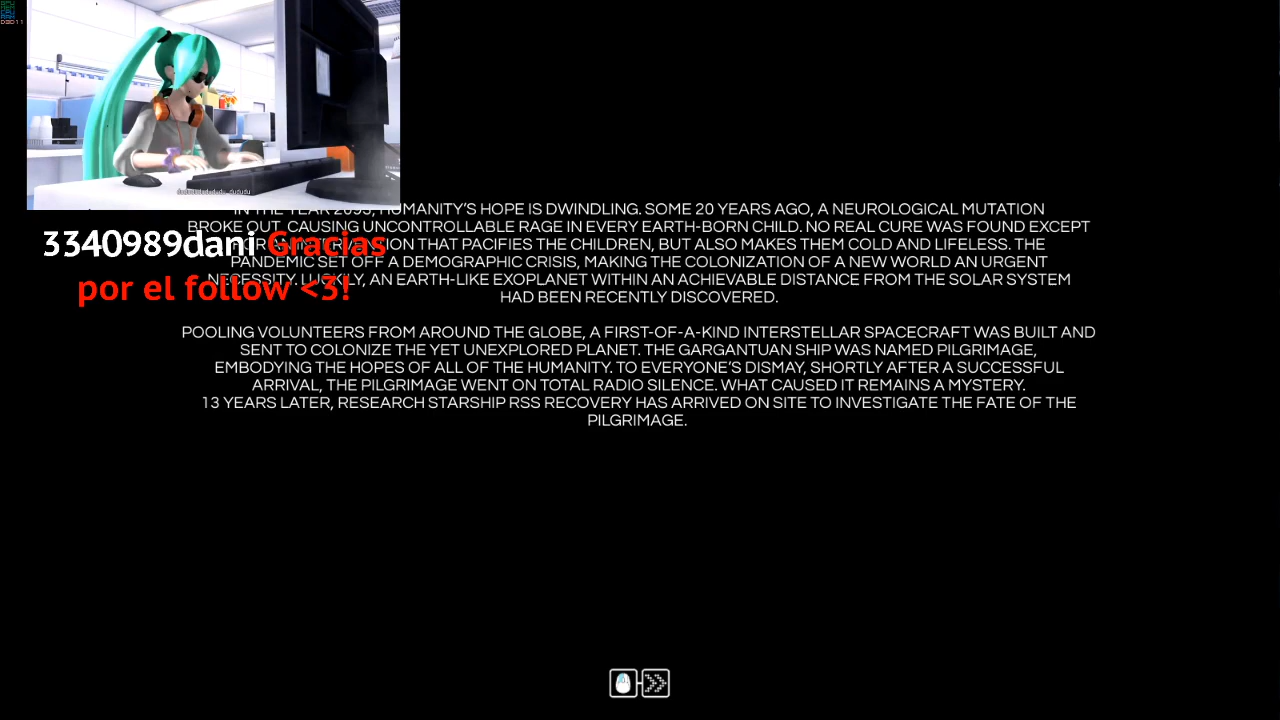 D3D11
dudududududu_dududu
IN THE YEAR 2093, HUMANITY'S HOPE IS DWINDLING. SOME 20 YEARS AGO, A NEUROLOGICAL MUTATION
BROKE OUT, CAUSING UNCONTROLLABLE RAGE IN EVERY EARTH-BORN CHILD. NO REAL CURE WAS FOUND EXCEPT
INTERVENTION THAT PACIFIES THE CHILDREN, BUT ALSO MAKES THEM COLD AND LIFELESS. THE
PANDEMIC SET OFF A DEMOGRAPHIC CRISIS, MAKING THE COLONIZATION OF A NEW WORLD AN URGENT
NECESSITY. LUCKILY, AN EARTH-LIKE EXOPLANET WITHIN AN ACHIEVABLE DISTANCE FROM THE SOLAR SYSTEM
HAD BEEN RECENTLY DISCOVERED.
3340989dani Gracias
por el follow <3!
POOLING VOLUNTEERS FROM AROUND THE GLOBE, A FIRST-OF-A-KIND INTERSTELLAR SPACECRAFT WAS BUILT AND
SENT TO COLONIZE THE YET UNEXPLORED PLANET. THE GARGANTUAN SHIP WAS NAMED PILGRIMAGE,
EMBODYING THE HOPES OF ALL OF THE HUMANITY. TO EVERYONE'S DISMAY, SHORTLY AFTER A SUCCESSFUL
ARRIVAL, THE PILGRIMAGE WENT ON TOTAL RADIO SILENCE. WHAT CAUSED IT REMAINS A MYSTERY.
13 YEARS LATER, RESEARCH STARSHIP RSS RECOVERY HAS ARRIVED ON SITE TO INVESTIGATE THE FATE OF THE
PILGRIMAGE.